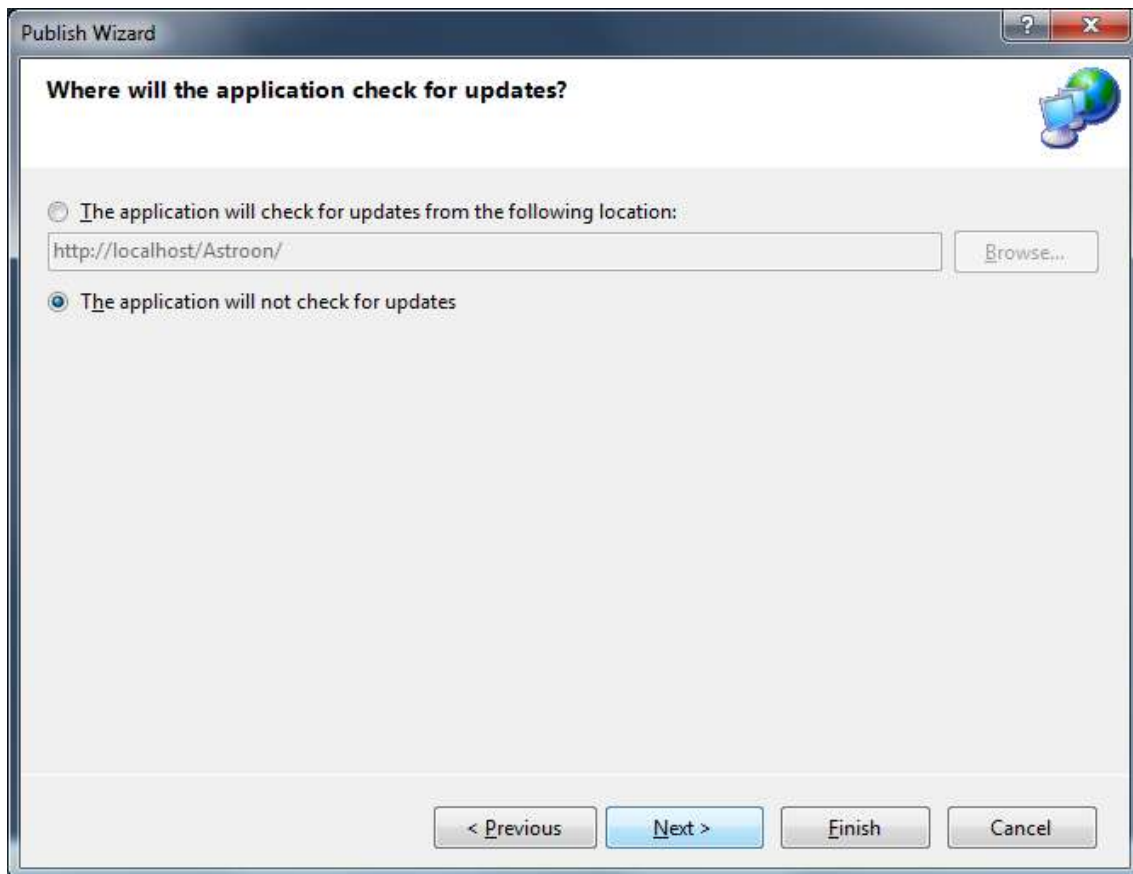 Publish Wizard
Where will the application check for updates?
The application will check for updates from the following location:
http://localhost/Astroon/
Browse...
The application will not check for updates
< Previous
Next >
Finish
Cancel